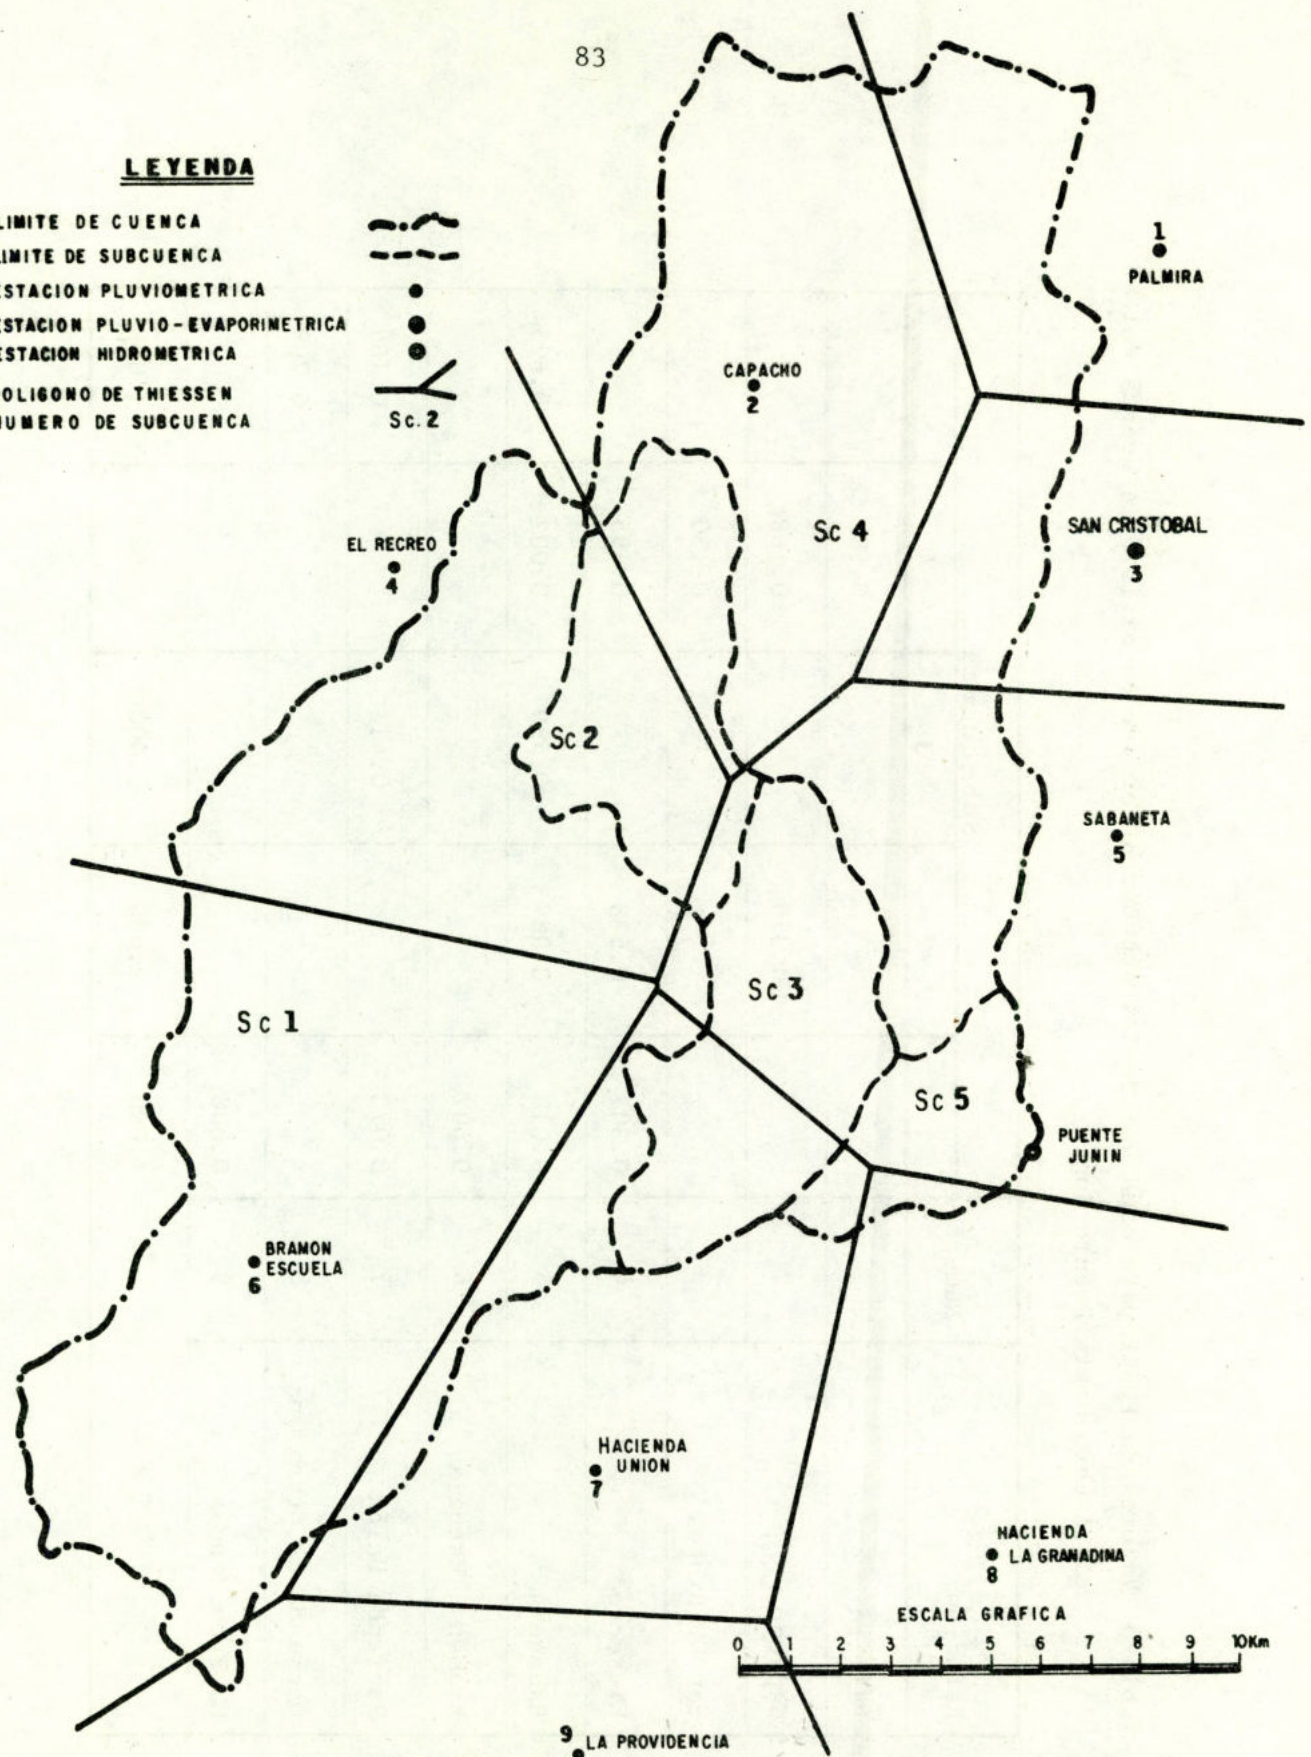 83
LEYENDA
LIMITE DE CUENCA
LIMITE DE SUBCUENCA
ESTACION PLUVIOMETRICA
ESTACION PLUVIO-EVAPORIMETRICA
ESTACION HIDROMETRICA
POLIGONO DE THIESSEN
NUMERO DE SUBCUENCA
Sc. 2
1
PALMIRA
CAPACHO
2
Sc 4
SAN CRISTOBAL
3
EL RECREO
4
Sc 2
SABANETA
5
Sc 3
Sc 1
Sc 5
PUENTE
JUNIN
BRAMON
ESCUELA
6
HACIENDA
UNION
7
HACIENDA
LA GRANADINA
8
ESCALA GRAFICA
0 1 2 3 4 5 6 7 8 9 10Km
9 LA PROVIDENCIA